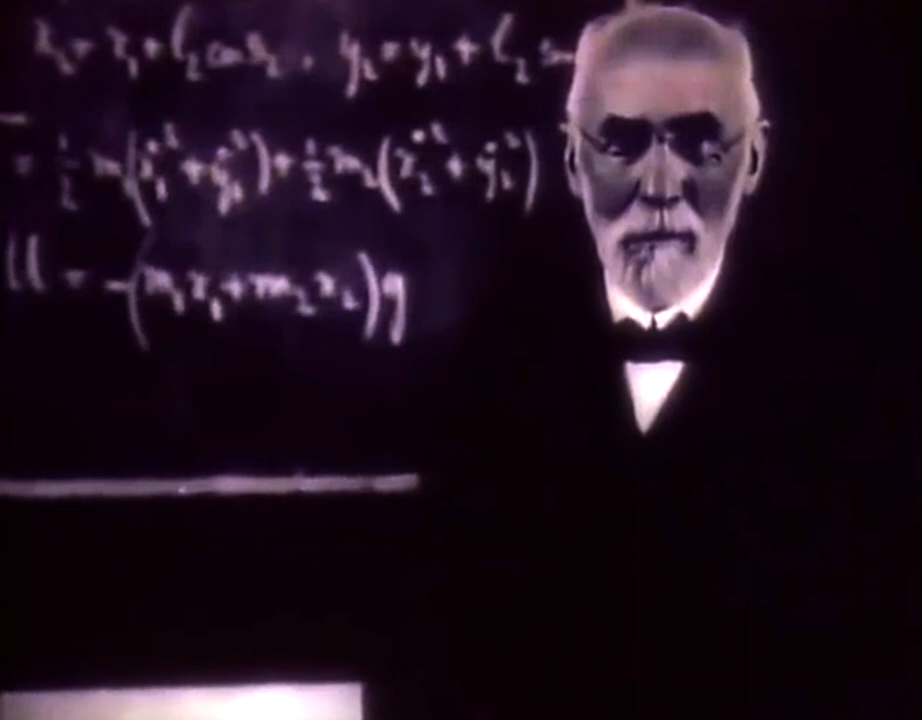 x₂ = x₁ + l₂ cos θ₂ , y₂ = y₁ + l₂ sin
= ½ m₁(ẋ₁² + ẏ₁²) + ½ m₂(ẋ₂² + ẏ₂²)
U = -(m₁x₁ + m₂x₂)g